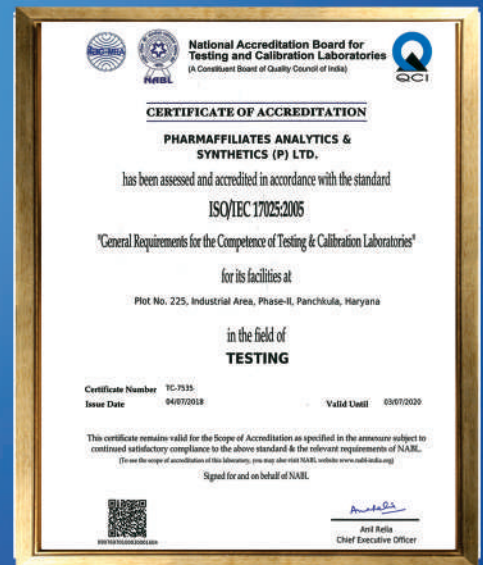 ilac-MRA
NABL
National Accreditation Board for
Testing and Calibration Laboratories
(A Constituent Board of Quality Council of India)
QCI
CERTIFICATE OF ACCREDITATION
PHARMAFFILIATES ANALYTICS &
SYNTHETICS (P) LTD.
has been assessed and accredited in accordance with the standard
ISO/IEC 17025:2005
"General Requirements for the Competence of Testing & Calibration Laboratories"
for its facilities at
Plot No. 225, Industrial Area, Phase-II, Panchkula, Haryana
in the field of
TESTING
Certificate Number TC-7535
Issue Date 04/07/2018 Valid Until 03/07/2020
This certificate remains valid for the Scope of Accreditation as specified in the annexure subject to
continued satisfactory compliance to the above standard & the relevant requirements of NABL.
(To see the scope of accreditation of this laboratory, you may also visit NABL website www.nabl-india.org)
Signed for and on behalf of NABL
Anil Relia
Chief Executive Officer